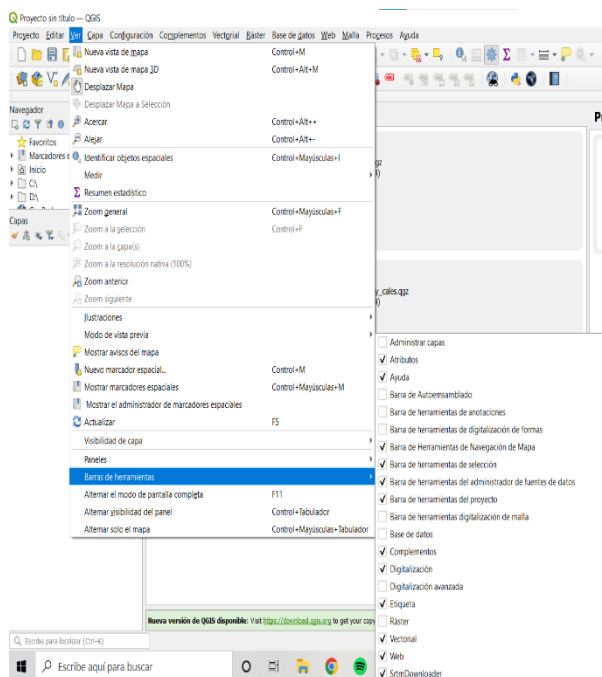 Proyecto sin título — QGIS
Proyecto Editar Ver Capa Configuración Complementos Vectorial Ráster Base de datos Web Malla Procesos Ayuda
Nueva vista de mapa Control+M
Nueva vista de mapa 3D Control+Alt+M
Desplazar Mapa
Desplazar Mapa a Selección
Acercar Control+Alt++
Alejar Control+Alt+-
Identificar objetos espaciales Control+Mayúsculas+I
Medir
Resumen estadístico
Zoom general Control+Mayúsculas+F
Zoom a la selección Control+F
Zoom a la capa(s)
Zoom a la resolución nativa (100%)
Zoom anterior
Zoom siguiente
Ilustraciones
Modo de vista previa
Mostrar avisos del mapa
Nuevo marcador espacial... Control+M
Mostrar marcadores espaciales Control+Mayúsculas+M
Mostrar el administrador de marcadores espaciales
Actualizar F5
Visibilidad de capa
Paneles
Barras de herramientas
Alternar el modo de pantalla completa F11
Alternar visibilidad del panel Control+Tabulador
Alternar solo el mapa Control+Mayúsculas+Tabulador
Navegador
Favoritos
Marcadores e
Inicio
C:\
D:\
Capas
y_cales.qgz
Administrar capas
Atributos
Ayuda
Barra de Autoemsamblado
Barra de herramientas de anotaciones
Barra de herramientas de digitalización de formas
Barra de Herramientas de Navegación de Mapa
Barra de herramientas de selección
Barra de herramientas del administrador de fuentes de datos
Barra de herramientas del proyecto
Barra de herramientas digitalización de malla
Base de datos
Complementos
Digitalización
Digitalización avanzada
Etiqueta
Ráster
Vectorial
Web
SrtmDownloader
Nueva versión de QGIS disponible: Visit https://download.qgis.org to get your copy
Escriba para localizar (Ctrl+K)
Escribe aquí para buscar